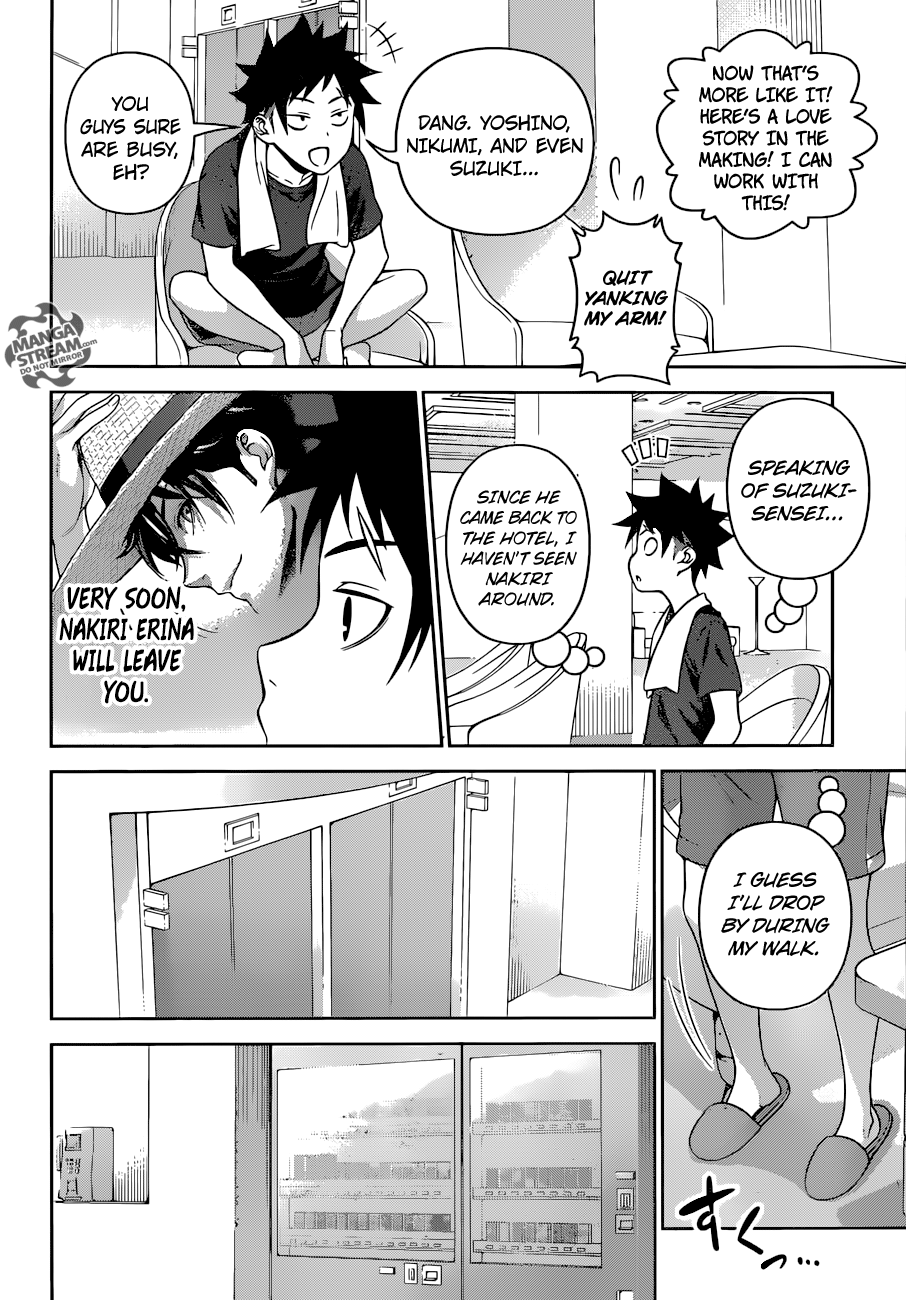 NOW THAT'S
MORE LIKE IT!
HERE'S A LOVE
STORY IN THE
MAKING! I CAN
WORK WITH
THIS!
QUIT
YANKING
MY ARM!
DANG. YOSHINO,
NIKUMI, AND EVEN
SUZUKI...
YOU
GUYS SURE
ARE BUSY,
EH?
MANGA
STREAM.com
DO NOT MIRROR
SPEAKING
OF SUZUKI-
SENSEI...
SINCE HE
CAME BACK TO
THE HOTEL, I
HAVEN'T SEEN
NAKIRI
AROUND.
VERY SOON,
NAKIRI ERINA
WILL LEAVE
YOU.
I GUESS
I'LL DROP
BY DURING
MY WALK.
すくっ...